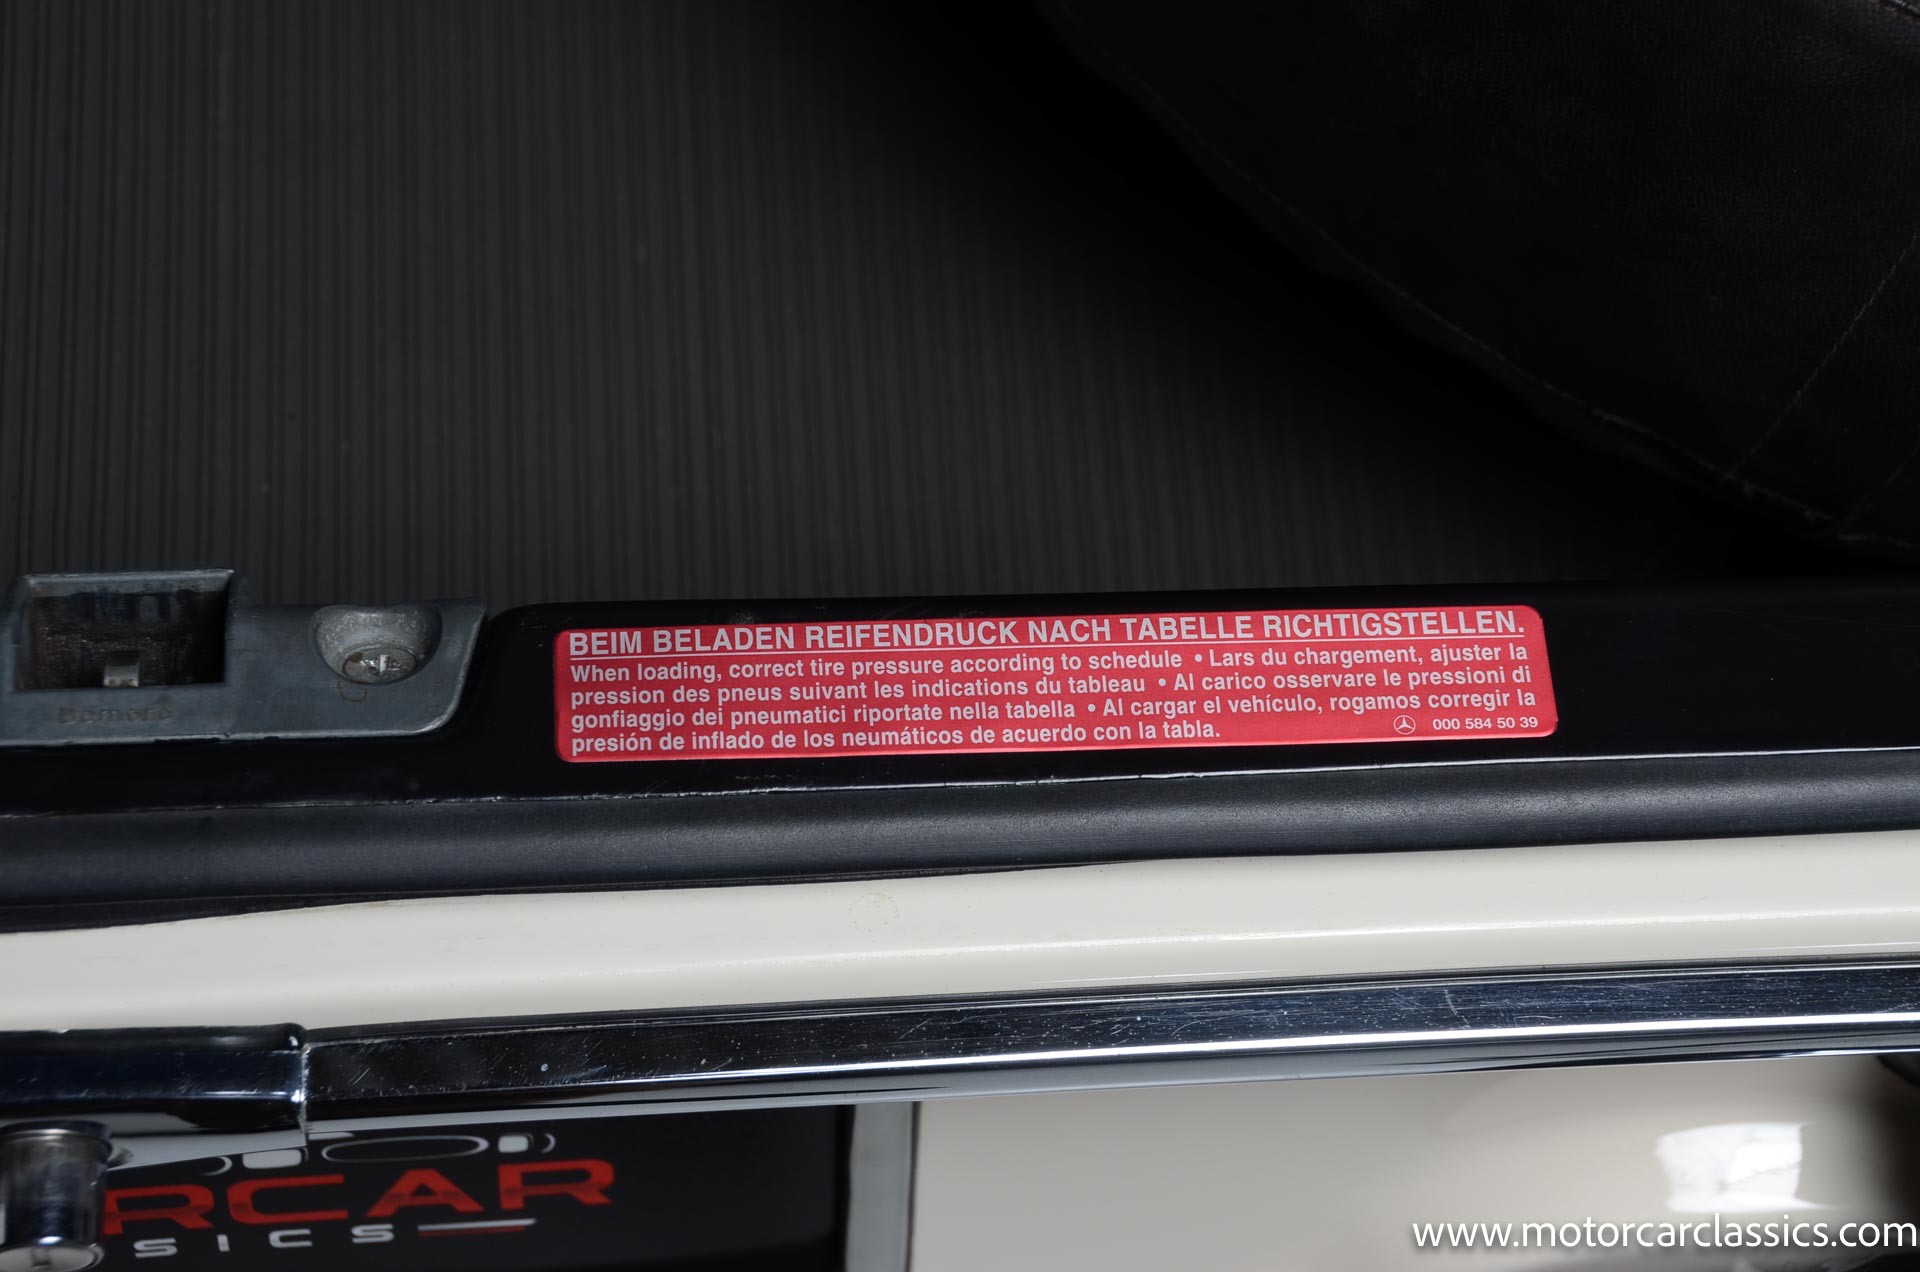 BEIM BELADEN REIFENDRUCK NACH TABELLE RICHTIGSTELLEN.
When loading, correct tire pressure according to schedule • Lars du chargement, ajuster la
pression des pneus suivant les indications du tableau • Al carico osservare le pressioni di
gonfiaggio dei pneumatici riportate nella tabella • Al cargar el vehículo, rogamos corregir la
presión de inflado de los neumáticos de acuerdo con la tabla.
000 584 50 39
RCAR
SICS
www.motorcarclassics.com